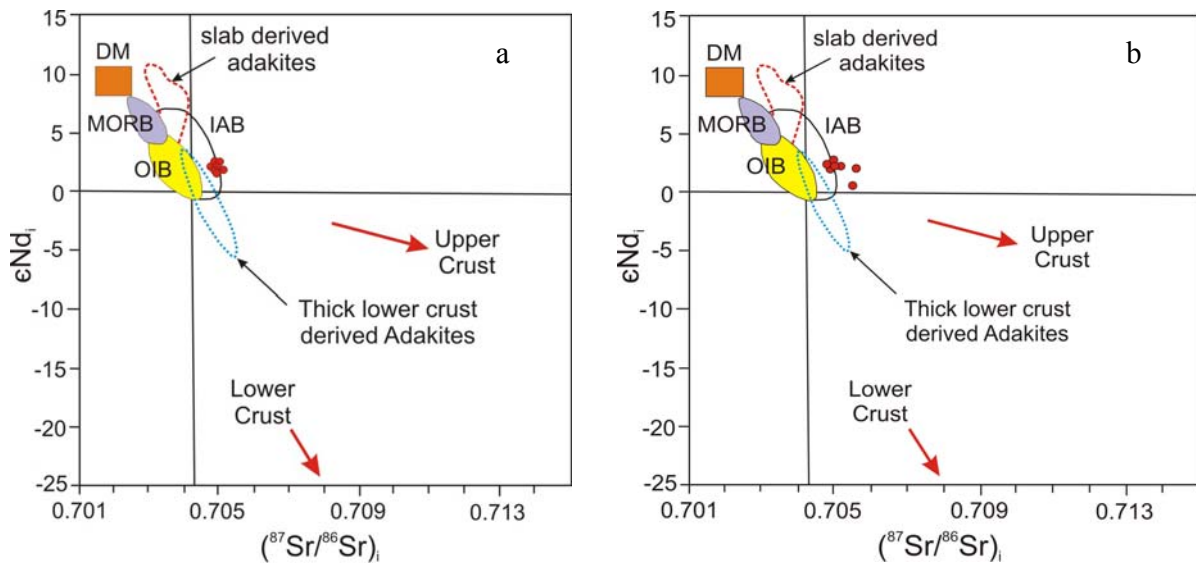 a
15
10
5
0
-5
-10
-15
-20
-25
ϵNdᵢ
DM
slab derived
adakites
MORB
IAB
OIB
Upper
Crust
Thick lower crust
derived Adakites
Lower
Crust
0.701
0.705
0.709
0.713
(⁸⁷Sr/⁸⁶Sr)ᵢ
b
15
10
5
0
-5
-10
-15
-20
-25
ϵNdᵢ
DM
slab derived
adakites
MORB
IAB
OIB
Upper
Crust
Thick lower crust
derived Adakites
Lower
Crust
0.701
0.705
0.709
0.713
(⁸⁷Sr/⁸⁶Sr)ᵢ